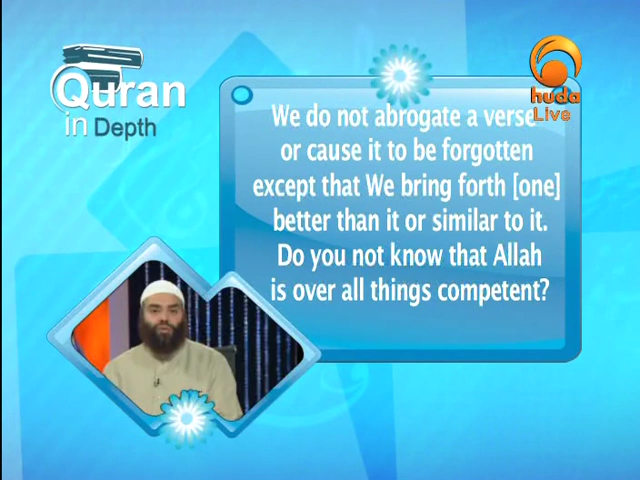 Quran
in Depth
huda
Live
We do not abrogate a verse
or cause it to be forgotten
except that We bring forth [one]
better than it or similar to it.
Do you not know that Allah
is over all things competent?